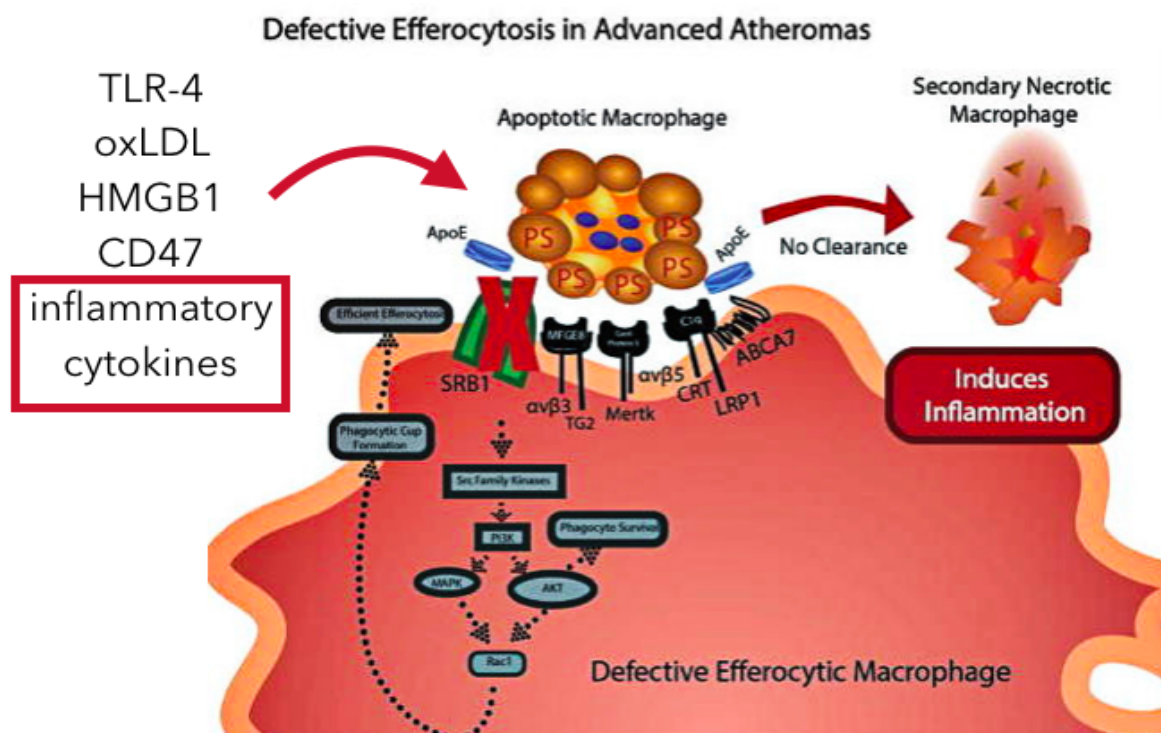 Defective Efferocytosis in Advanced Atheromas
TLR-4
oxLDL
HMGB1
CD47
inflammatory
cytokines
Apoptotic Macrophage
Secondary Necrotic
Macrophage
ApoE
PS
PS
PS
PS
PS
ApoE
No Clearance
Efficient Efferocytosis
MFGE8
C1q
SRB1
αvβ3
TG2
Mertk
αvβ5
CRT
LRP1
ABCA7
Induces
Inflammation
Phagocytic Cup
Formation
Src Family Kinases
PI3K
Phagocyte Survival
MAPK
AKT
Rac1
Defective Efferocytic Macrophage